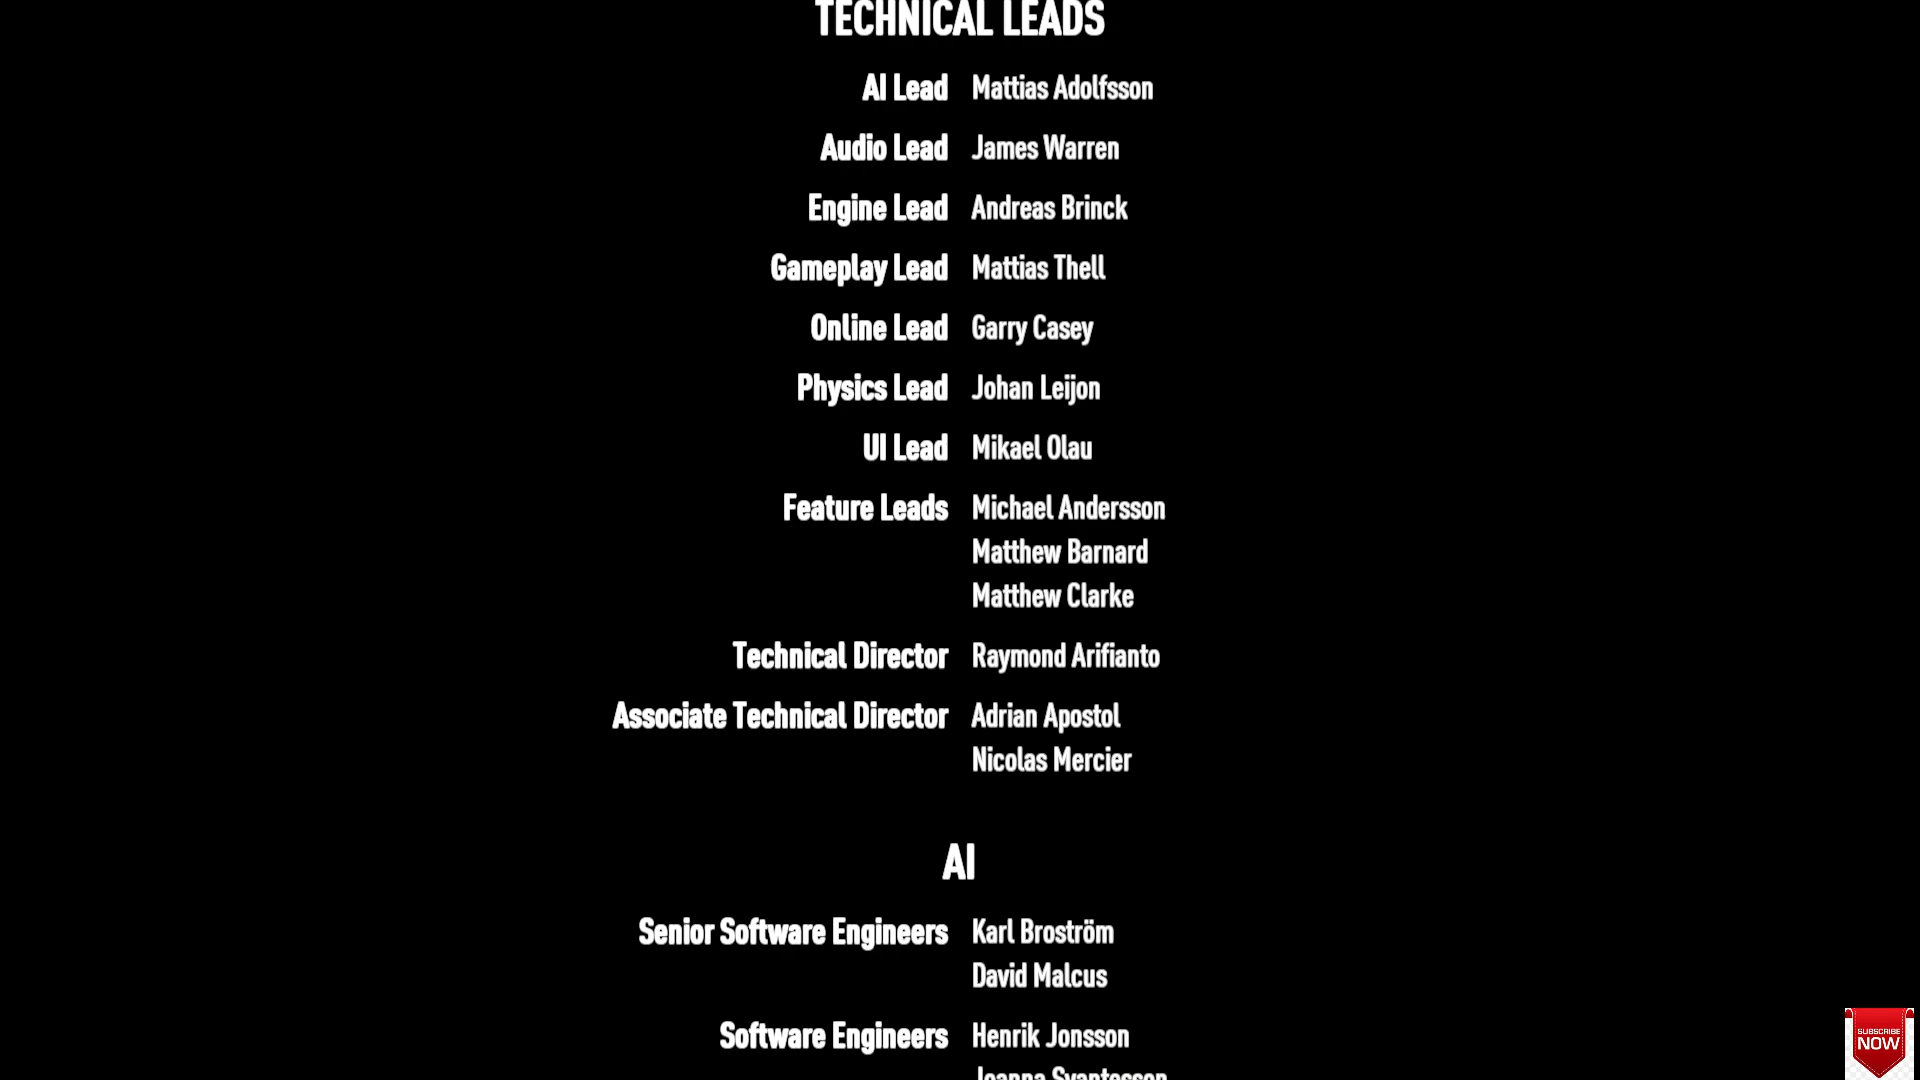 TECHNICAL LEADS
AI Lead Mattias Adolfsson
Audio Lead James Warren
Engine Lead Andreas Brinck
Gameplay Lead Mattias Thell
Online Lead Garry Casey
Physics Lead Johan Leijon
UI Lead Mikael Olau
Feature Leads Michael Andersson
Matthew Barnard
Matthew Clarke
Technical Director Raymond Arifianto
Associate Technical Director Adrian Apostol
Nicolas Mercier
AI
Senior Software Engineers Karl Broström
David Malcus
Software Engineers Henrik Jonsson
SUBSCRIBE
NOW